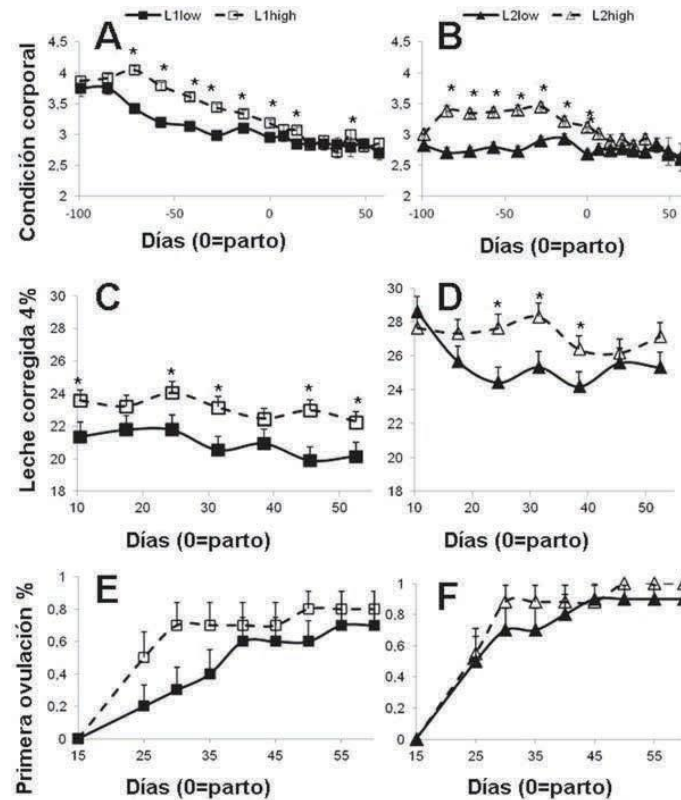 L1low L1high
L2low L2high
A
Condición corporal
4,5
4
3,5
3
2,5
2
-100 -50 0 50
Días (0=parto)
* * * * * * * * *
B
4,5
4
3,5
3
2,5
2
-100 -50 0 50
Días (0=parto)
* * * * * * *
C
Leche corregida 4%
30
28
26
24
22
20
18
10 20 30 40 50
Días (0=parto)
* * * * *
D
30
28
26
24
22
20
18
10 20 30 40 50
Días (0=parto)
* * *
E
Primera ovulación %
1
0.8
0.6
0.4
0.2
0
15 25 35 45 55
Días (0=parto)
F
1
0.8
0.6
0.4
0.2
0
15 25 35 45 55
Días (0=parto)